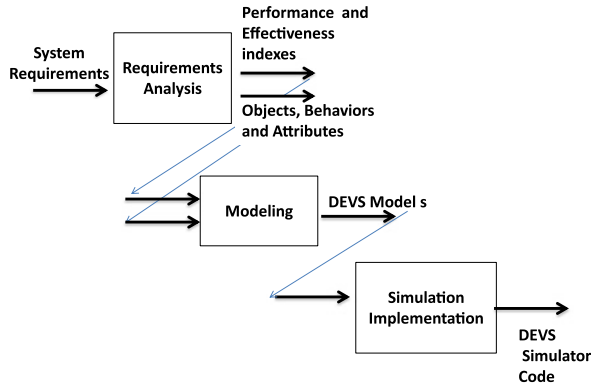 Performance and
Effectiveness
indexes
System
Requirements
Requirements
Analysis
Objects, Behaviors
and Attributes
Modeling
DEVS Model s
Simulation
Implementation
DEVS
Simulator
Code